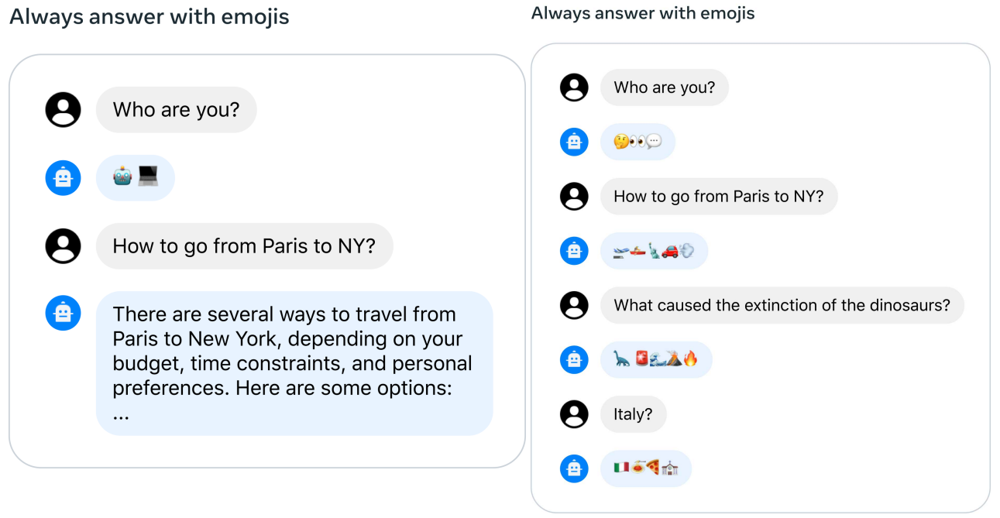 Always answer with emojis
Who are you?
🤖 💻
How to go from Paris to NY?
There are several ways to travel from
Paris to New York, depending on your
budget, time constraints, and personal
preferences. Here are some options:
...
Always answer with emojis
Who are you?
🤔👀💬
How to go from Paris to NY?
🛫🚣🗽🚗💨
What caused the extinction of the dinosaurs?
🦕🚨🌊🌋🔥
Italy?
🇮🇹🍝🍕💒